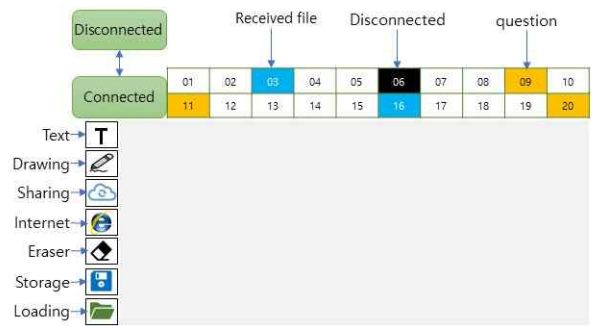 Received file Disconnected question
Disconnected
Connected
01 02 03 04 05 06 07 08 09 10
11 12 13 14 15 16 17 18 19 20
Text T
Drawing
Sharing
Internet
Eraser
Storage
Loading